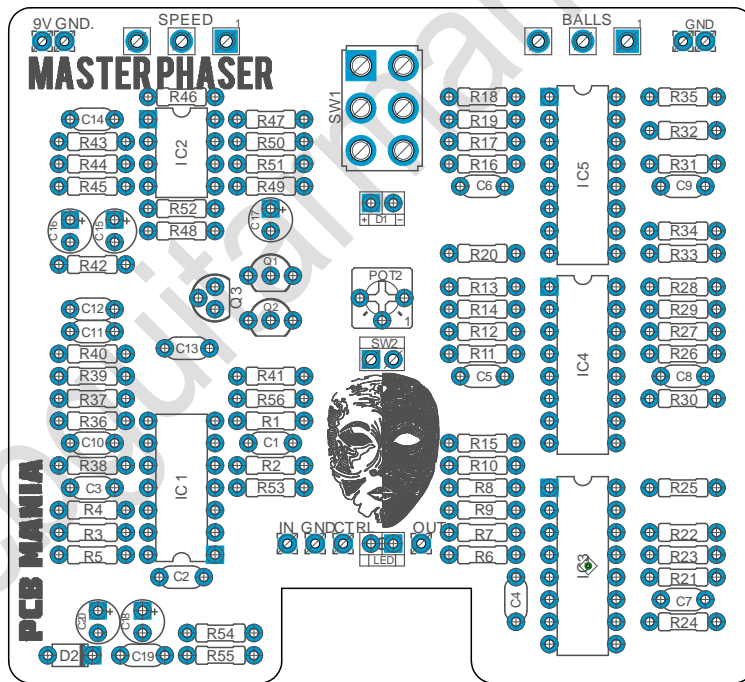 9V GND. SPEED 1 BALLS 1 GND
MASTER PHASER
R46 SW1 R18 R35
C14 IC2 R47 R19 IC5 R32
R43 R50 R17
R44 R51 R16 R31
R45 R49 C6 C9
R52 C17 + + D1 -
C16 + C15 + R48 R34
R42 R20 R33
Q1 POT2
Q3 R13 R28
C12 Q2 1 R14 IC4 R29
C11 R12 R27
R40 C13 SW2 R11 R26
R39 R41 C5 C8
R37 R56 R30
R36 R1
C10 IC1 C1 R15
R38 R2 R10
C3 R53 R8 R25
R4 R9
R3 IN GND CTRL OUT R7 R22
R5 LED R6 R23
C2 IC3 R21
C4 C7
C20 + C18 + R54 R24
D2 C19 R55
PCB MANIA